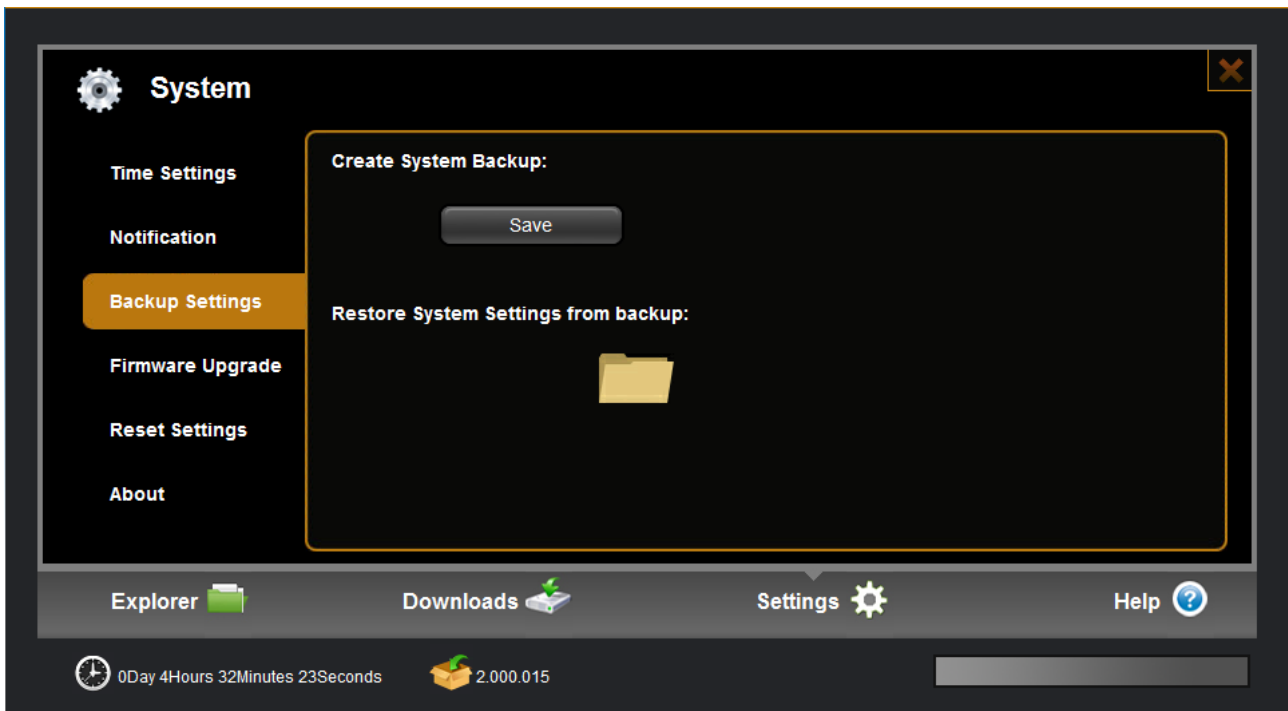 System
Time Settings
Notification
Backup Settings
Firmware Upgrade
Reset Settings
About
Create System Backup:
Save
Restore System Settings from backup:
Explorer
Downloads
Settings
Help
0Day 4Hours 32Minutes 23Seconds
2.000.015